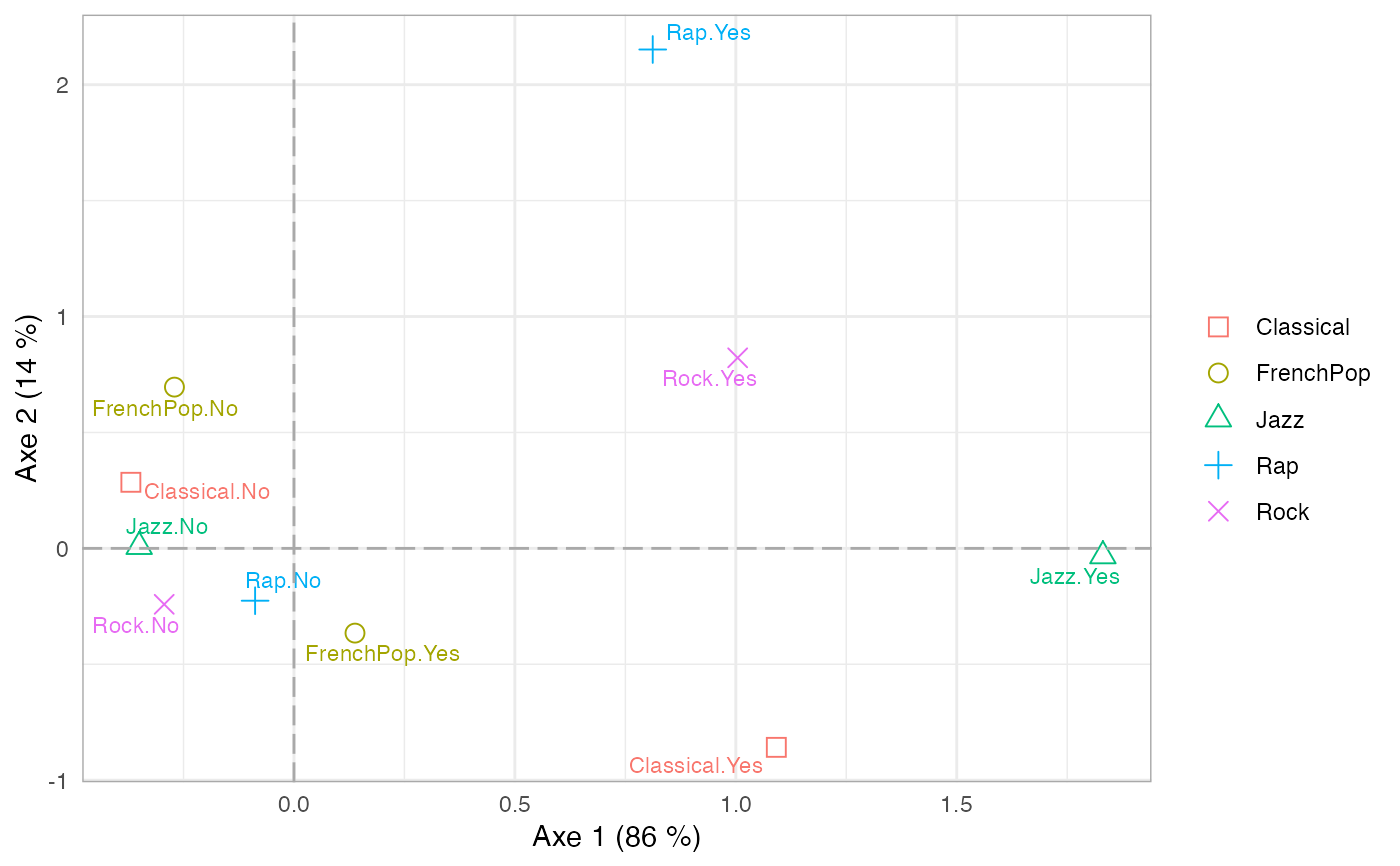 Rap.Yes
2
1
Rock.Yes
FrenchPop.No
Classical.No
Jazz.No
0
Jazz.Yes
Rap.No
Rock.No
FrenchPop.Yes
Classical.Yes
-1
0.0 0.5 1.0 1.5
Axe 1 (86 %)
Axe 2 (14 %)
Classical
FrenchPop
Jazz
Rap
Rock